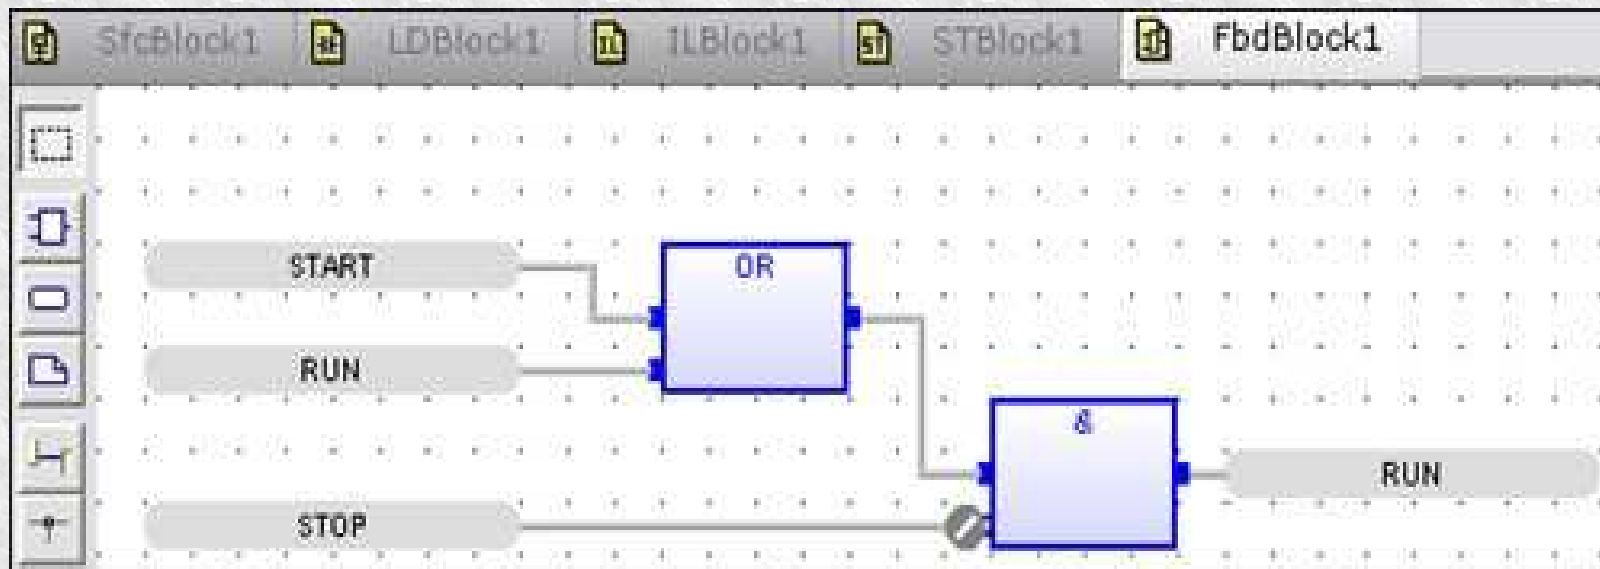 SfcBlock1 LDBlock1 ILBlock1 STBlock1 FbdBlock1
START
OR
RUN
&
RUN
STOP